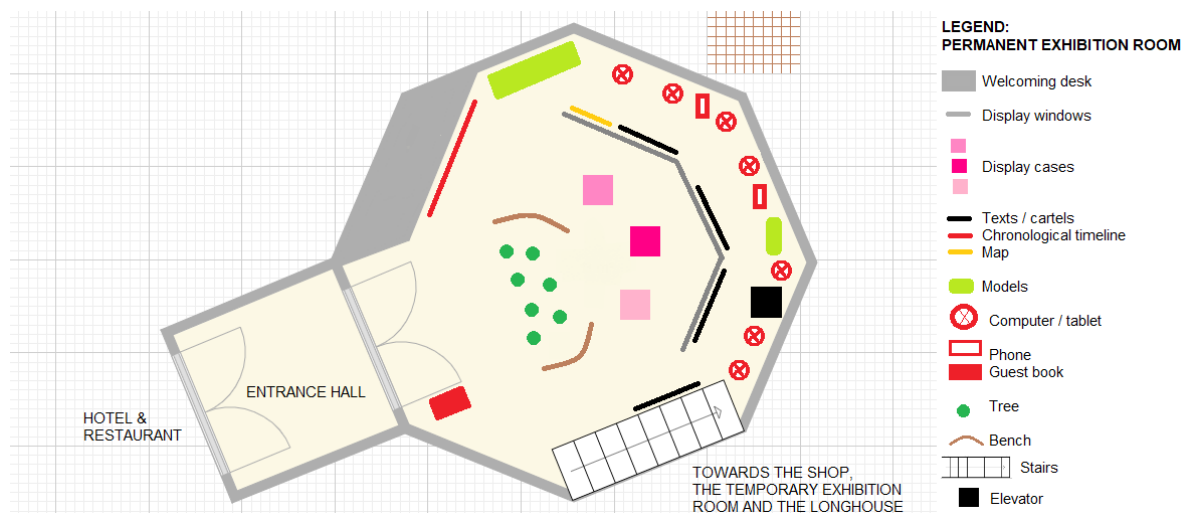 HOTEL &
RESTAURANT
ENTRANCE HALL
TOWARDS THE SHOP,
THE TEMPORARY EXHIBITION
ROOM AND THE LONGHOUSE
LEGEND:
PERMANENT EXHIBITION ROOM
Welcoming desk
Display windows
Display cases
Texts / cartels
Chronological timeline
Map
Models
Computer / tablet
Phone
Guest book
Tree
Bench
Stairs
Elevator